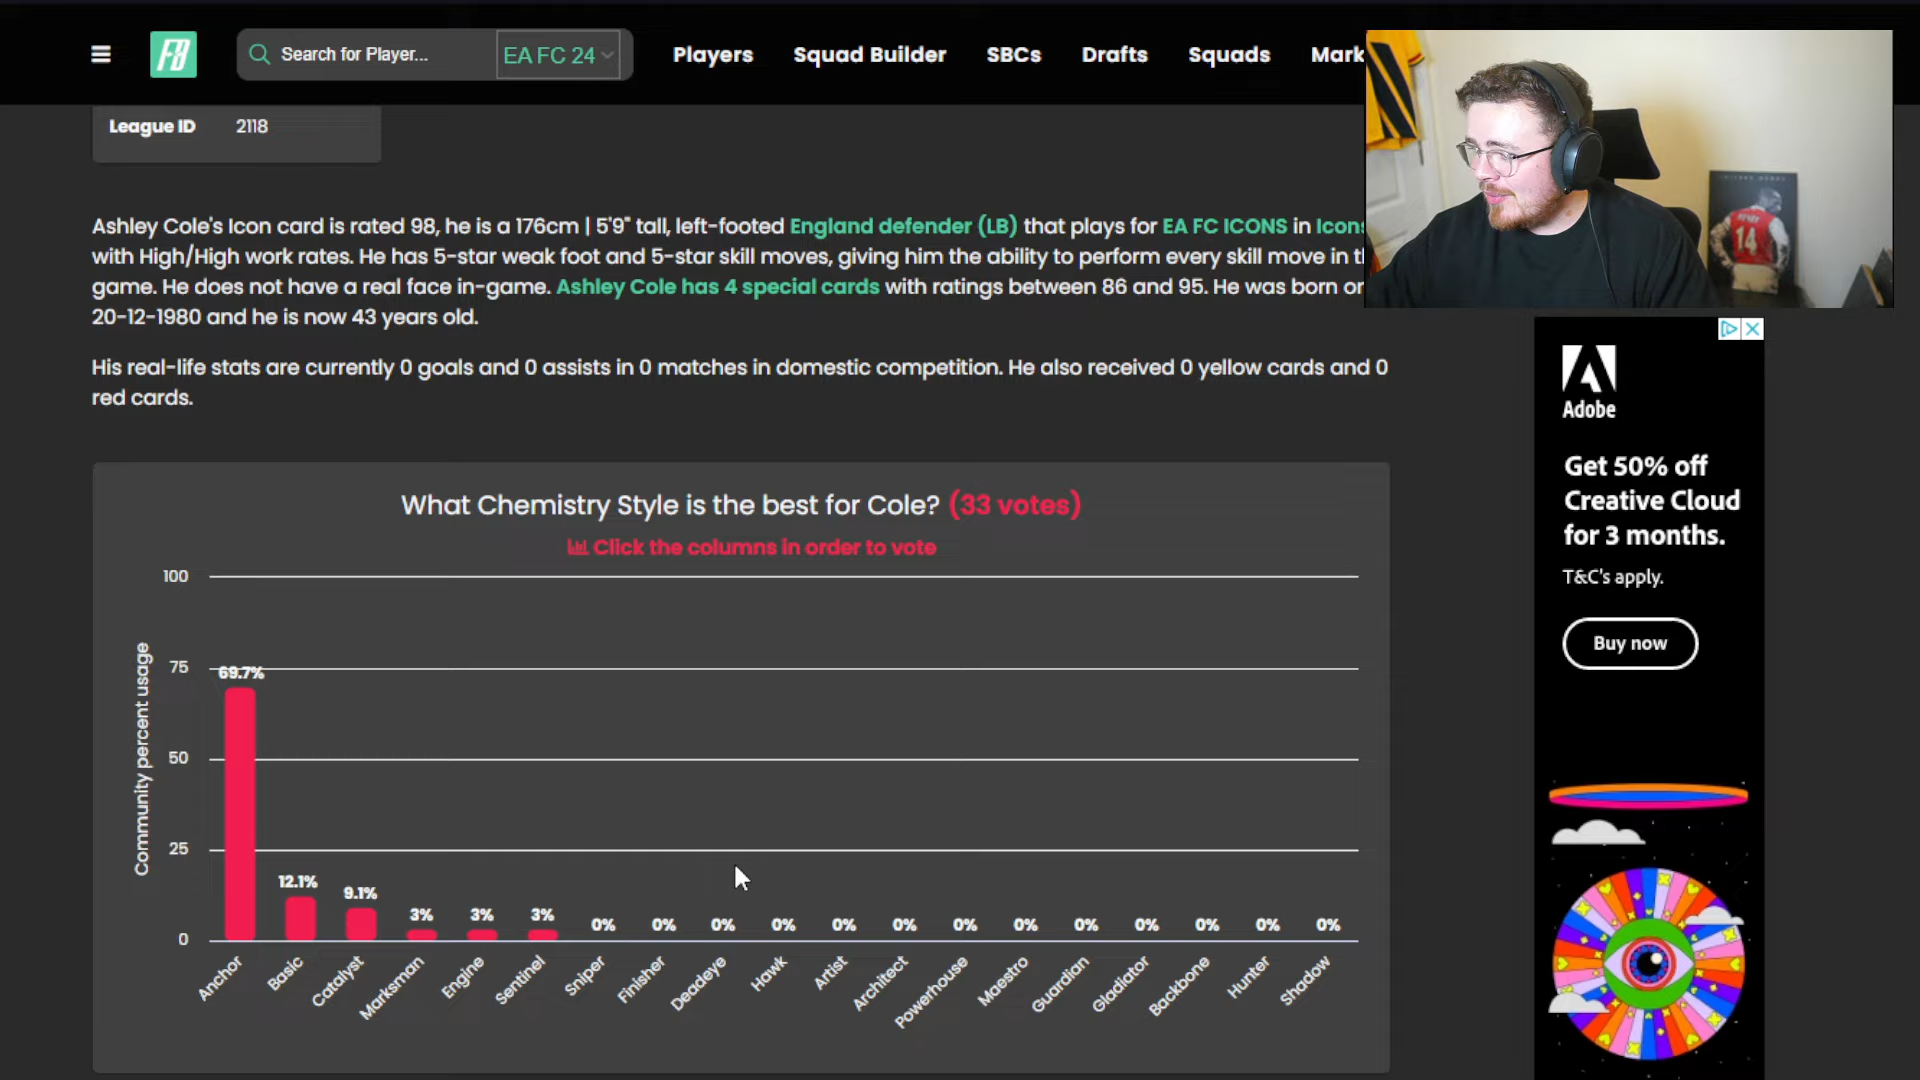 Search for Player...
EA FC 24
Players
Squad Builder
SBCs
Drafts
Squads
Mark
League ID 2118
Ashley Cole's Icon card is rated 98, he is a 176cm | 5'9" tall, left-footed England defender (LB) that plays for EA FC ICONS in Icons
with High/High work rates. He has 5-star weak foot and 5-star skill moves, giving him the ability to perform every skill move in th
game. He does not have a real face in-game. Ashley Cole has 4 special cards with ratings between 86 and 95. He was born on
20-12-1980 and he is now 43 years old.
His real-life stats are currently 0 goals and 0 assists in 0 matches in domestic competition. He also received 0 yellow cards and 0
red cards.
What Chemistry Style is the best for Cole? (33 votes)
Click the columns in order to vote
Community percent usage
100
75
50
25
0
69.7%
12.1%
9.1%
3%
3%
3%
0%
0%
0%
0%
0%
0%
0%
0%
0%
0%
0%
0%
0%
Anchor
Basic
Catalyst
Marksman
Engine
Sentinel
Sniper
Finisher
Deadeye
Hawk
Artist
Architect
Powerhouse
Maestro
Guardian
Gladiator
Backbone
Hunter
Shadow
14
Adobe
Get 50% off
Creative Cloud
for 3 months.
T&C's apply.
Buy now